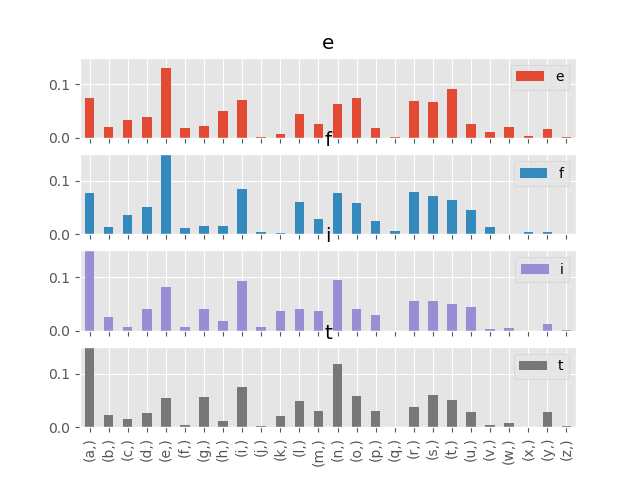 e
0.1
0.0
e
f
0.1
0.0
f
i
0.1
0.0
i
t
0.1
0.0
t
(a,) (b,) (c,) (d,) (e,) (f,) (g,) (h,) (i,) (j,) (k,) (l,) (m,) (n,) (o,) (p,) (q,) (r,) (s,) (t,) (u,) (v,) (w,) (x,) (y,) (z,)